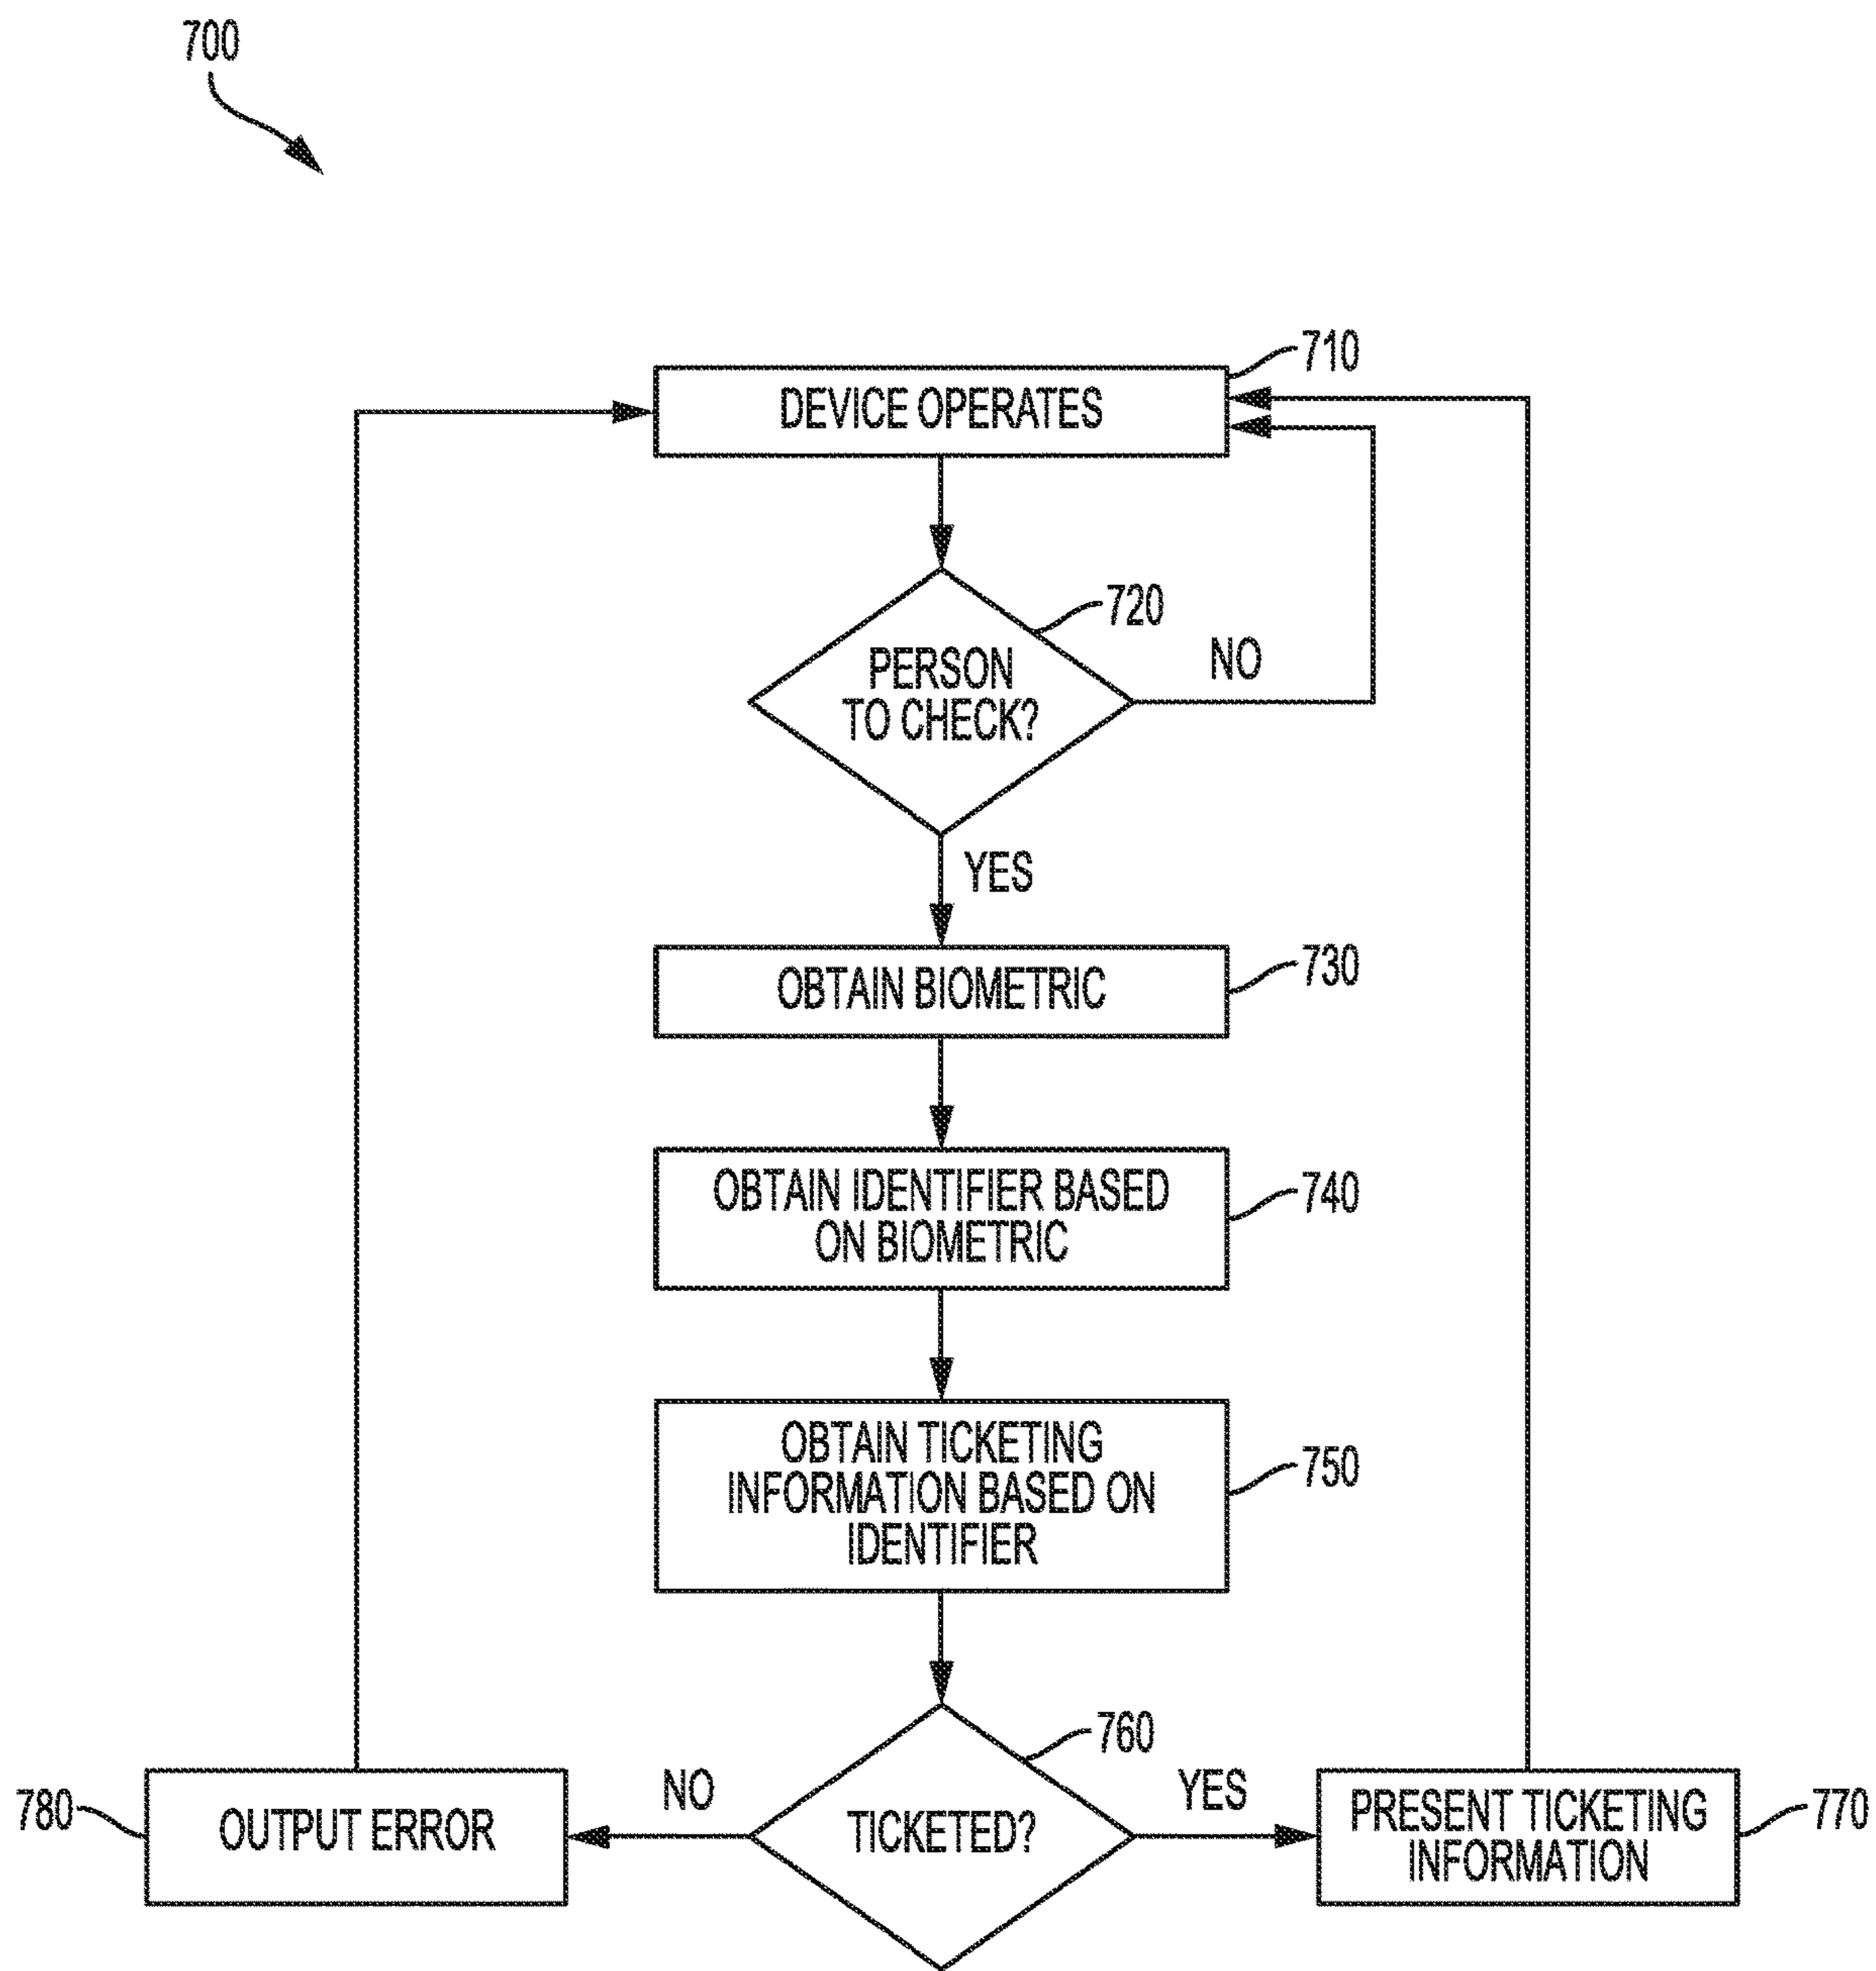 700
710
DEVICE OPERATES
720
PERSON
TO CHECK?
NO
YES
730
OBTAIN BIOMETRIC
740
OBTAIN IDENTIFIER BASED
ON BIOMETRIC
750
OBTAIN TICKETING
INFORMATION BASED ON
IDENTIFIER
760
TICKETED?
NO
YES
780
OUTPUT ERROR
PRESENT TICKETING
INFORMATION
770